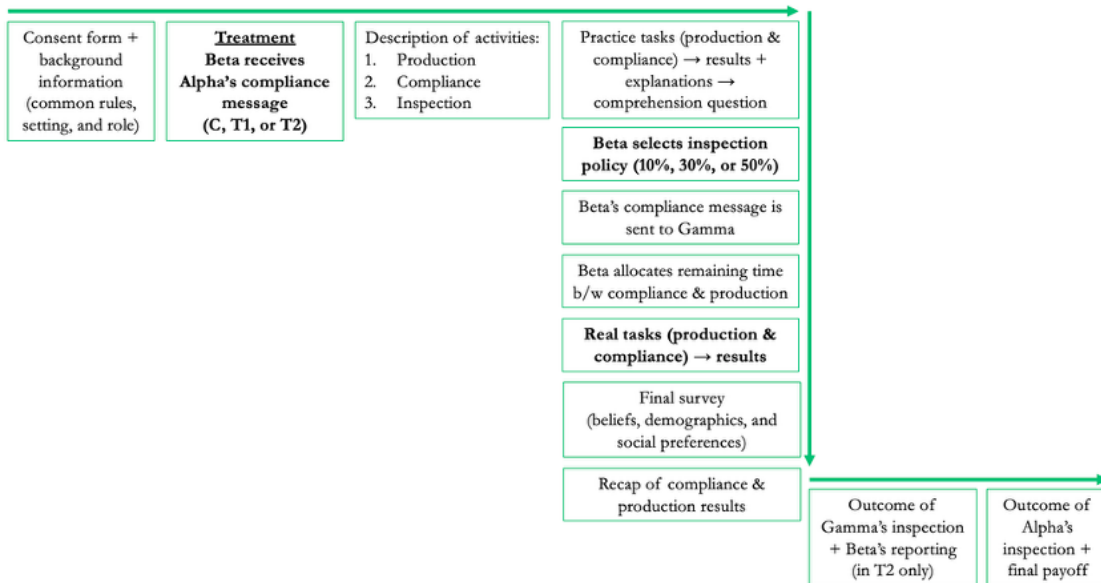 Consent form +
background
information
(common rules,
setting, and role)
Treatment
Beta receives
Alpha's compliance
message
(C, T1, or T2)
Description of activities:
1. Production
2. Compliance
3. Inspection
Practice tasks (production &
compliance) → results +
explanations →
comprehension question
Beta selects inspection
policy (10%, 30%, or 50%)
Beta's compliance message is
sent to Gamma
Beta allocates remaining time
b/w compliance & production
Real tasks (production &
compliance) → results
Final survey
(beliefs, demographics, and
social preferences)
Recap of compliance &
production results
Outcome of
Gamma's inspection
+ Beta's reporting
(in T2 only)
Outcome of
Alpha's
inspection +
final payoff